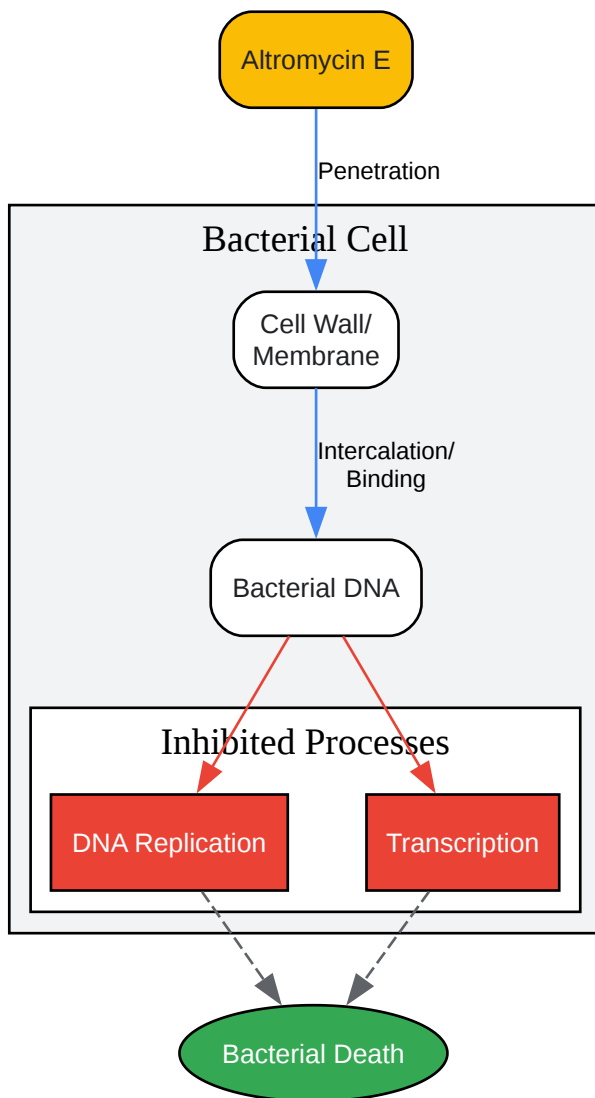 Altromycin E
Penetration
Bacterial Cell
Cell Wall/
Membrane
Intercalation/
Binding
Bacterial DNA
Inhibited Processes
DNA Replication
Transcription
Bacterial Death